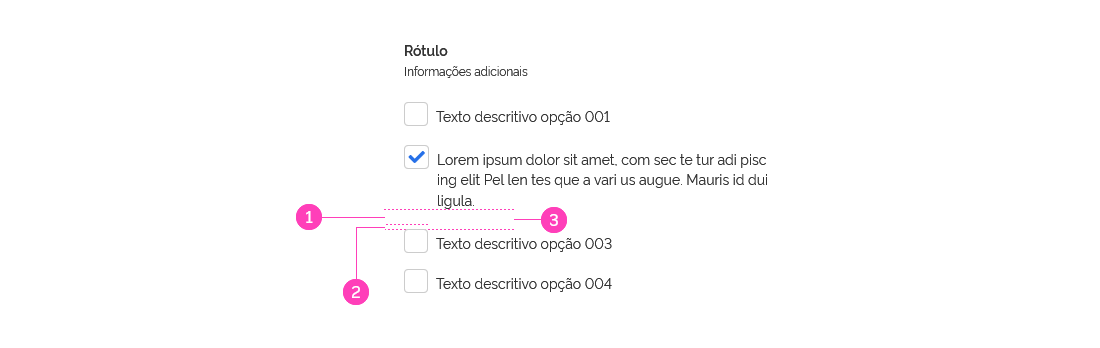 Rótulo
Informações adicionais
Texto descritivo opção 001
Lorem ipsum dolor sit amet, com sec te tur adi pisc
ing elit Pel len tes que a vari us augue. Mauris id dui
ligula.
1
3
Texto descritivo opção 003
Texto descritivo opção 004
2